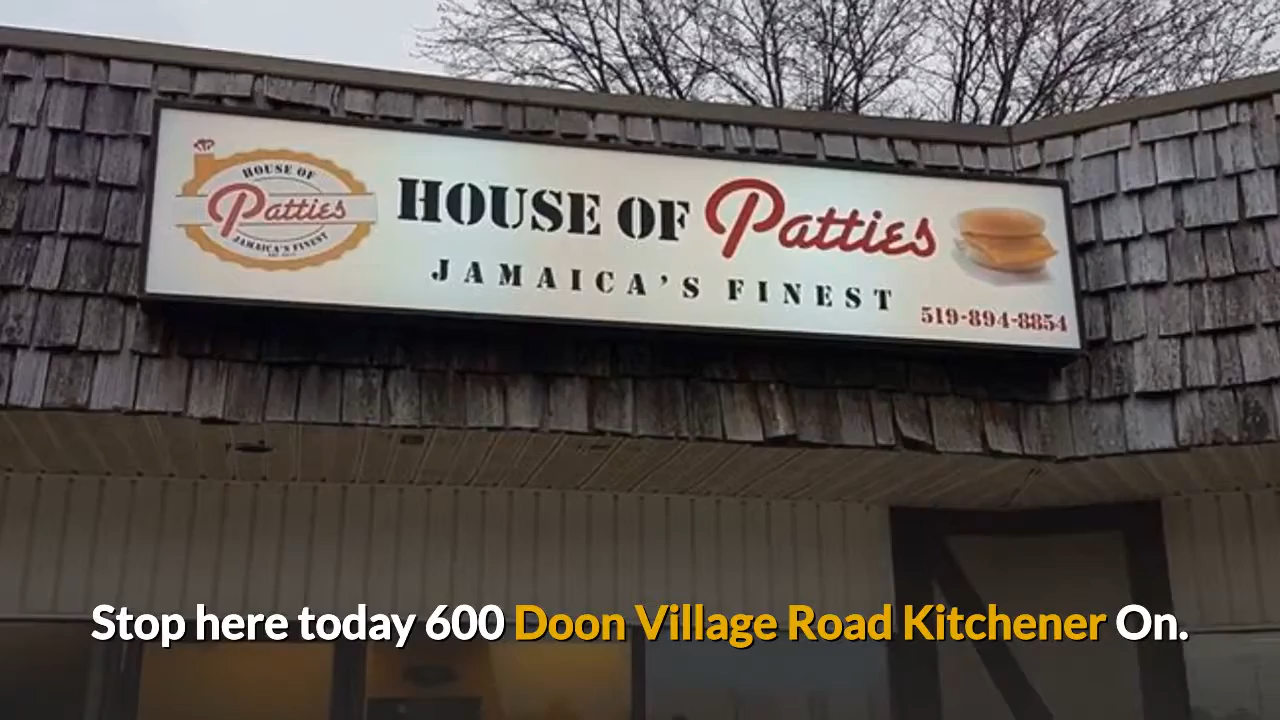 HOUSE OF
Patties
JAMAICA'S FINEST
HOUSE OF Patties
JAMAICA'S FINEST
519-894-8854
Stop here today 600 Doon Village Road Kitchener On.